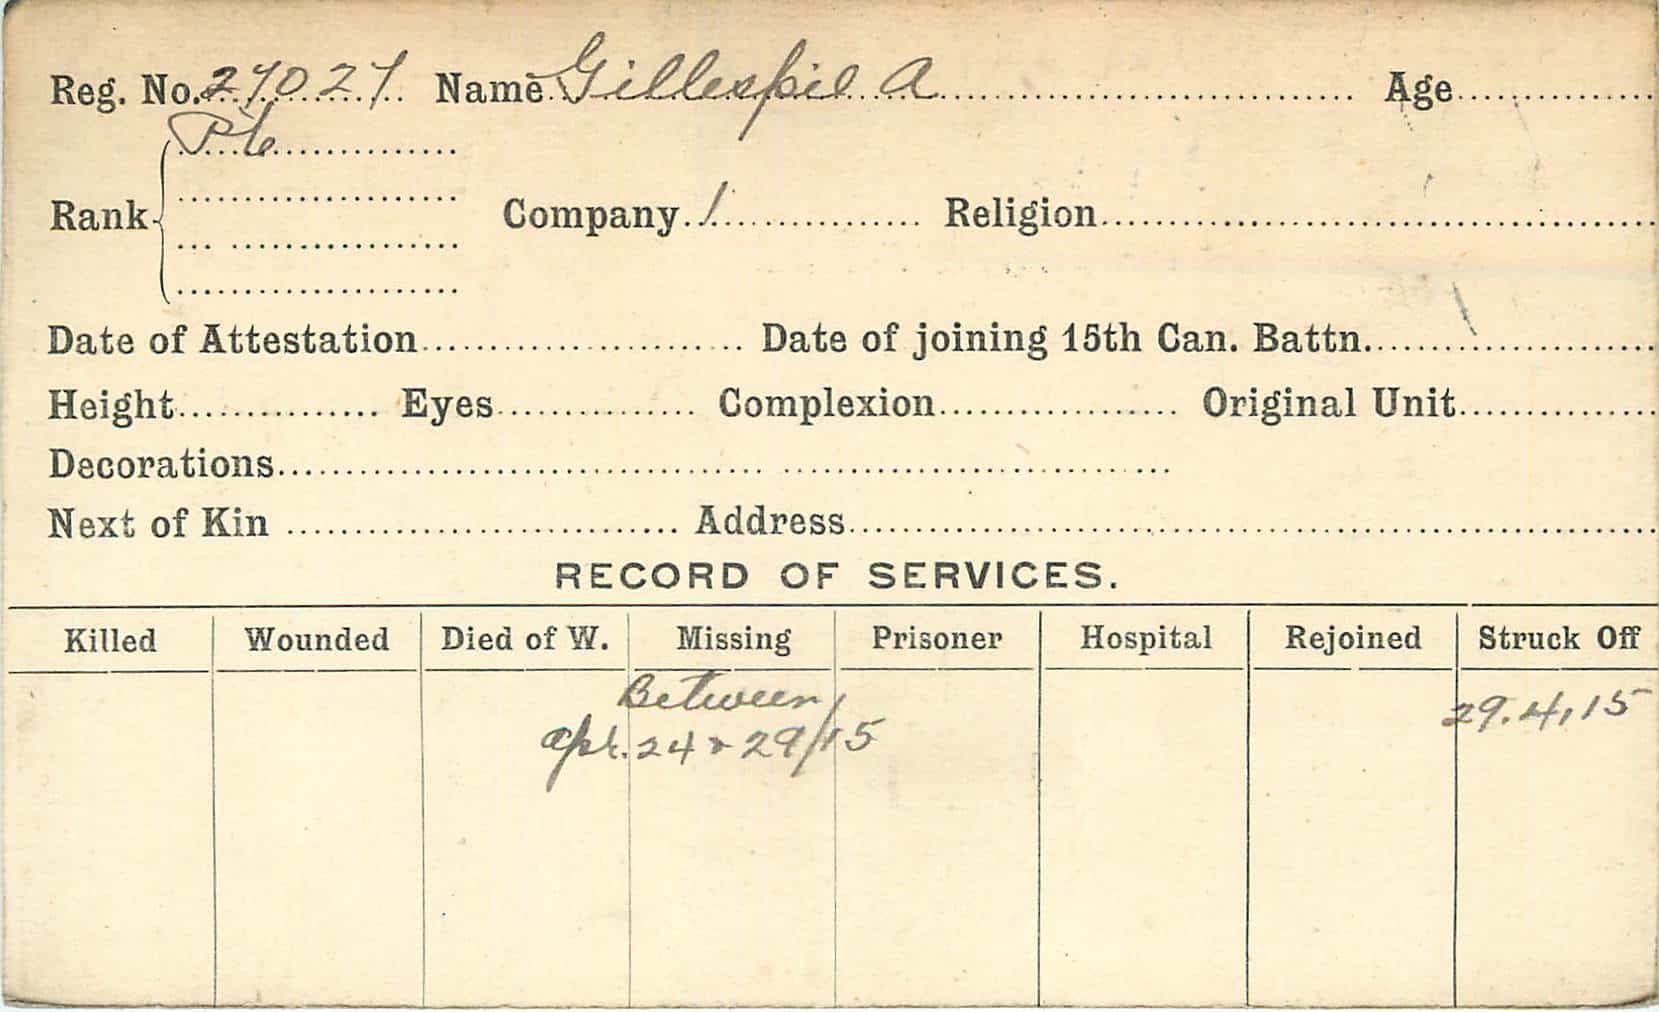 Reg. No. 27027 Name Gillespie A Age
Pte
Rank Company 1 Religion
Date of Attestation Date of joining 15th Can. Battn.
Height Eyes Complexion Original Unit
Decorations
Next of Kin Address
RECORD OF SERVICES.
Killed Wounded Died of W. Missing Prisoner Hospital Rejoined Struck Off
Between 29.4.15
Apr. 24 & 29/15